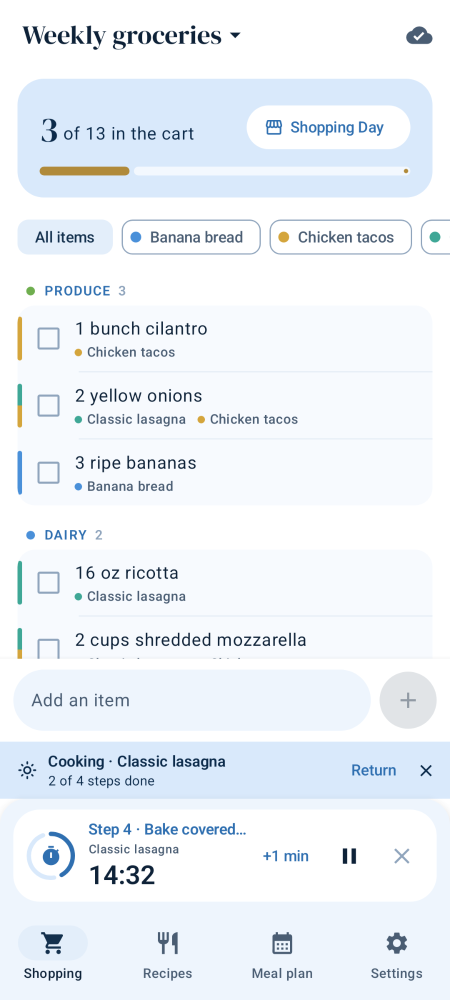 Weekly groceries
3 of 13 in the cart
Shopping Day
All items
Banana bread
Chicken tacos
PRODUCE 3
1 bunch cilantro
Chicken tacos
2 yellow onions
Classic lasagna Chicken tacos
3 ripe bananas
Banana bread
DAIRY 2
16 oz ricotta
Classic lasagna
2 cups shredded mozzarella
Add an item
Cooking · Classic lasagna
2 of 4 steps done
Return
Step 4 · Bake covered...
Classic lasagna
14:32
+1 min
Shopping
Recipes
Meal plan
Settings